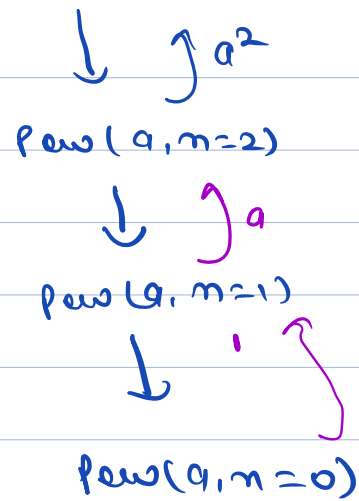 a²
pow(a, n=2)
a
pow(a, n=1)
1
pow(a, n=0)